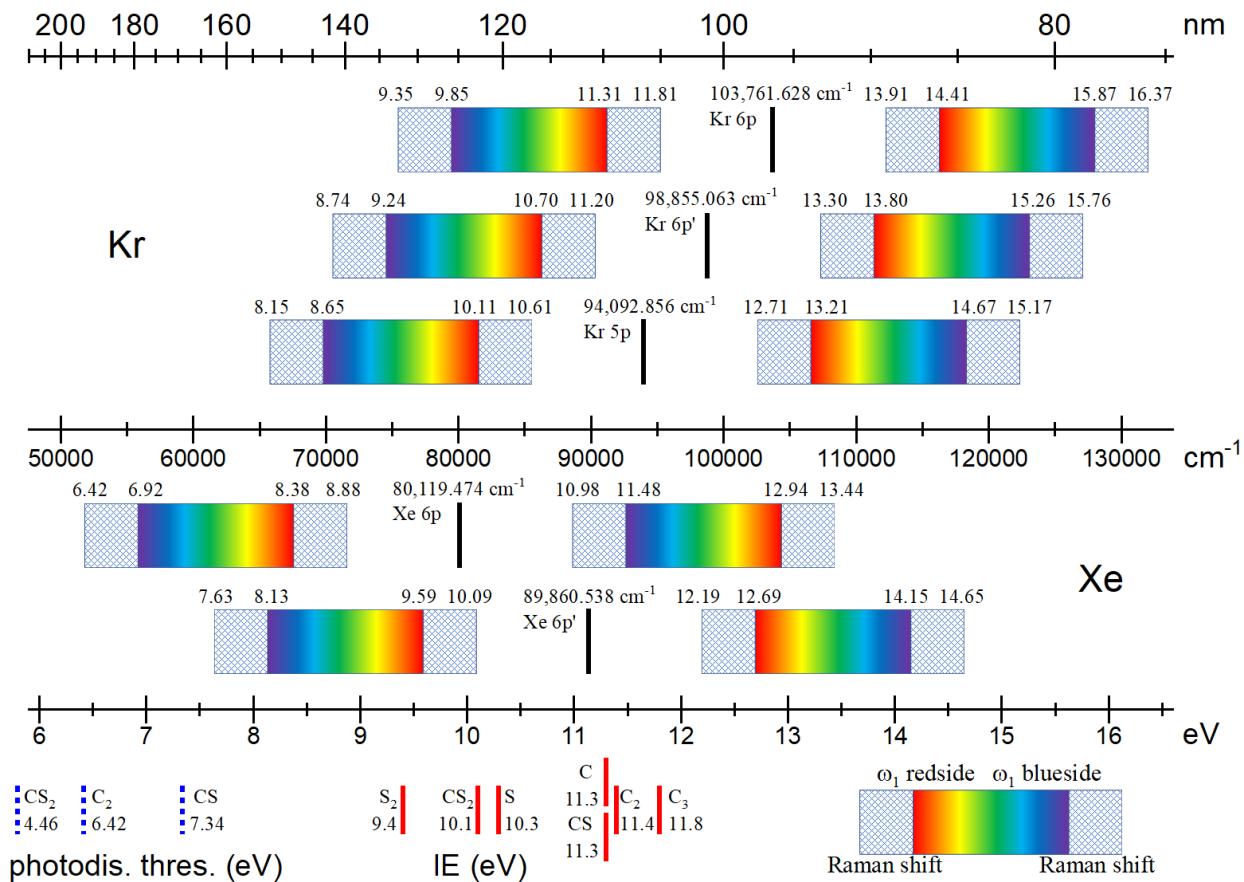 200 180 160 140 120 100 80 nm
9.35 9.85 11.31 11.81 103,761.628 cm⁻¹ 13.91 14.41 15.87 16.37
Kr 6p
8.74 9.24 10.70 11.20 98,855.063 cm⁻¹ 13.30 13.80 15.26 15.76
Kr 6p'
Kr
8.15 8.65 10.11 10.61 94,092.856 cm⁻¹ 12.71 13.21 14.67 15.17
Kr 5p
50000 60000 70000 80000 90000 100000 110000 120000 130000 cm⁻¹
6.42 6.92 8.38 8.88 80,119.474 cm⁻¹ 10.98 11.48 12.94 13.44
Xe 6p
Xe
7.63 8.13 9.59 10.09 89,860.538 cm⁻¹ 12.19 12.69 14.15 14.65
Xe 6p'
6 7 8 9 10 11 12 13 14 15 16 eV
CS₂ C₂ CS S₂ CS₂ S C C₂ C₃
4.46 6.42 7.34 9.4 10.1 10.3 11.3 11.4 11.8
CS
11.3
photodis. thres. (eV) IE (eV)
ω₁ redside ω₁ blueside
Raman shift Raman shift